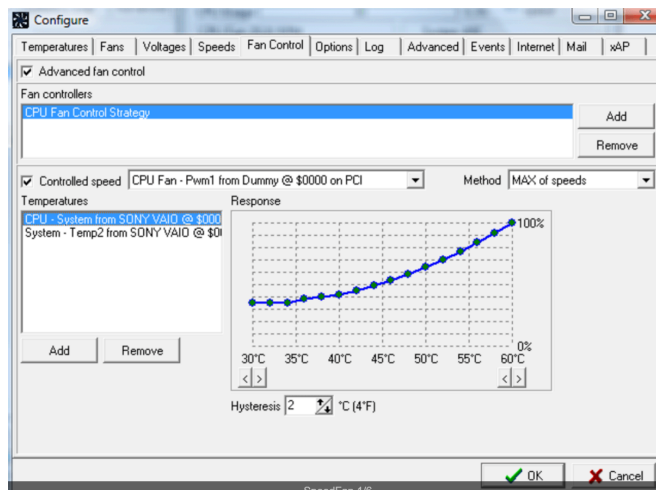 Configure
Temperatures Fans Voltages Speeds Fan Control Options Log Advanced Events Internet Mail xAP
Advanced fan control
Fan controllers
CPU Fan Control Strategy
Add
Remove
Controlled speed CPU Fan - Pwm1 from Dummy @ $0000 on PCI Method MAX of speeds
Temperatures Response
CPU - System from SONY VAIO @ $000
System - Temp2 from SONY VAIO @ $0
100%
0%
Add Remove
30°C 35°C 40°C 45°C 50°C 55°C 60°C
< > < >
Hysteresis 2 °C (4°F)
OK Cancel
SpeedFan 4/6